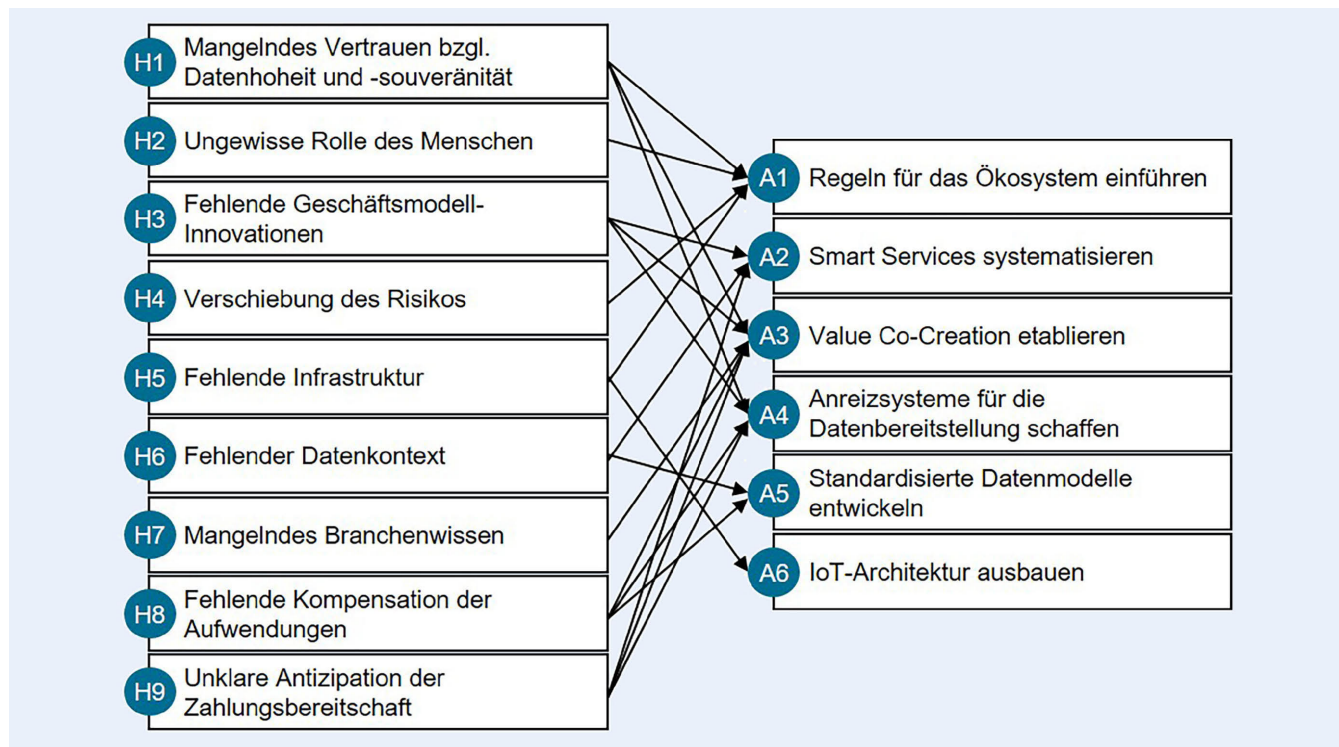 H1 Mangelndes Vertrauen bzgl.
Datenhoheit und -souveränität
H2 Ungewisse Rolle des Menschen
H3 Fehlende Geschäftsmodell-
Innovationen
H4 Verschiebung des Risikos
H5 Fehlende Infrastruktur
H6 Fehlender Datenkontext
H7 Mangelndes Branchenwissen
H8 Fehlende Kompensation der
Aufwendungen
H9 Unklare Antizipation der
Zahlungsbereitschaft
A1 Regeln für das Ökosystem einführen
A2 Smart Services systematisieren
A3 Value Co-Creation etablieren
A4 Anreizsysteme für die
Datenbereitstellung schaffen
A5 Standardisierte Datenmodelle
entwickeln
A6 IoT-Architektur ausbauen